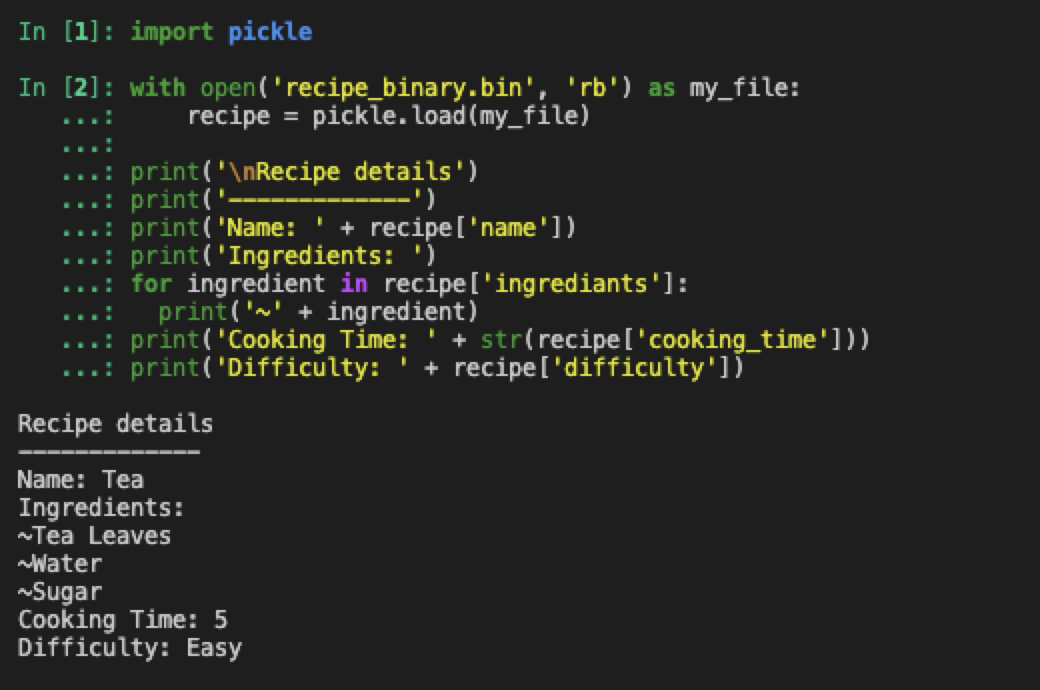 In [1]: import pickle
In [2]: with open('recipe_binary.bin', 'rb') as my_file:
   ...:     recipe = pickle.load(my_file)
   ...:
   ...: print('\nRecipe details')
   ...: print('—————————————')
   ...: print('Name: ' + recipe['name'])
   ...: print('Ingredients: ')
   ...: for ingredient in recipe['ingrediants']:
   ...:   print('~' + ingredient)
   ...: print('Cooking Time: ' + str(recipe['cooking_time']))
   ...: print('Difficulty: ' + recipe['difficulty'])
Recipe details
—————————————
Name: Tea
Ingredients:
~Tea Leaves
~Water
~Sugar
Cooking Time: 5
Difficulty: Easy